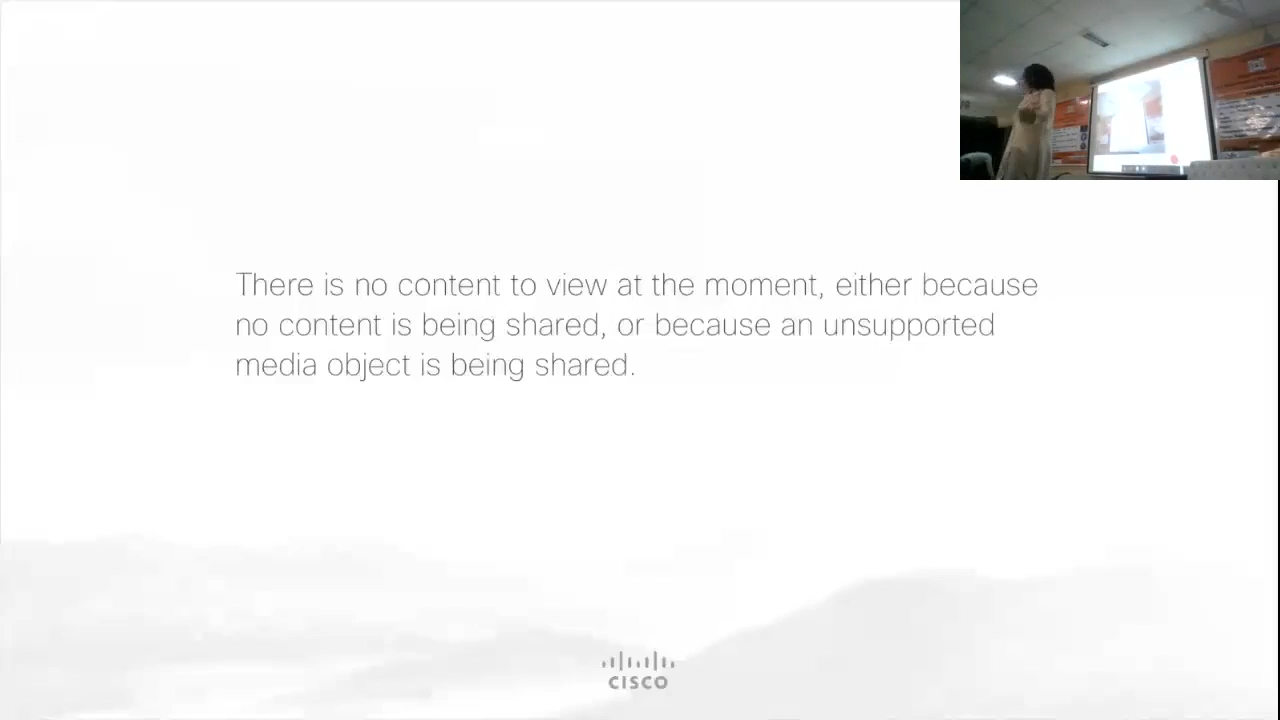 There is no content to view at the moment, either because
no content is being shared, or because an unsupported
media object is being shared.
CISCO